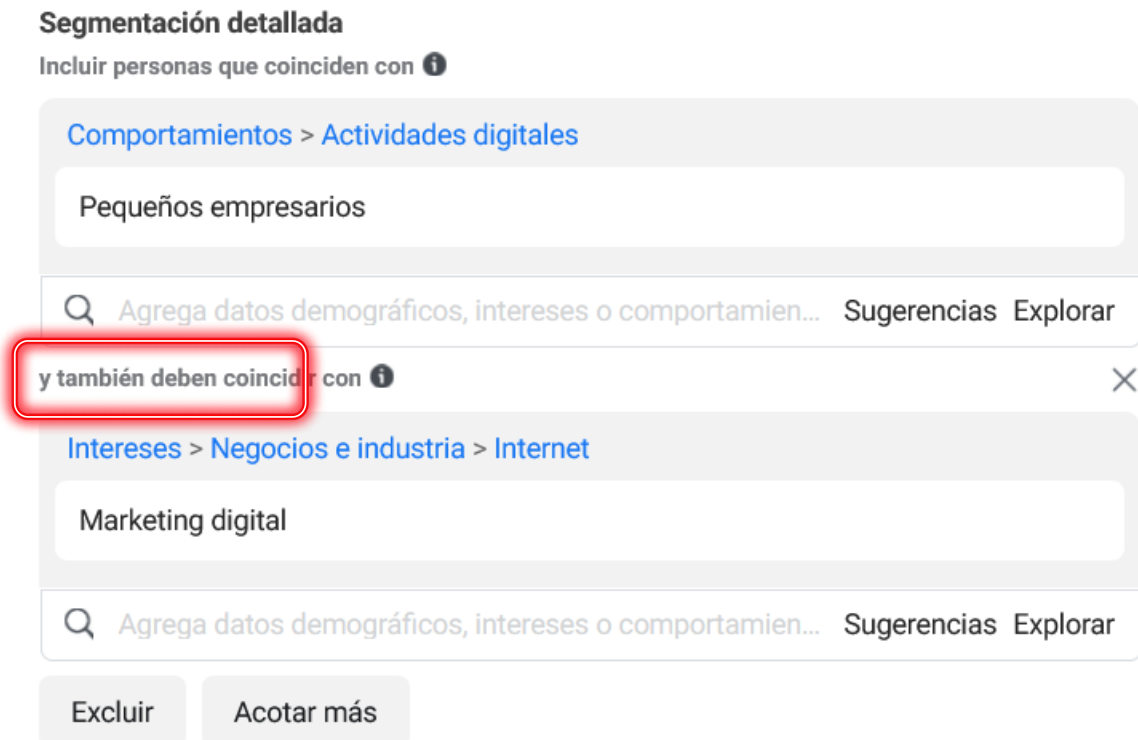 Segmentación detallada
Incluir personas que coinciden con
Comportamientos > Actividades digitales
Pequeños empresarios
Agrega datos demográficos, intereses o comportamien... Sugerencias Explorar
y también deben coincidir con
Intereses > Negocios e industria > Internet
Marketing digital
Agrega datos demográficos, intereses o comportamien... Sugerencias Explorar
Excluir Acotar más